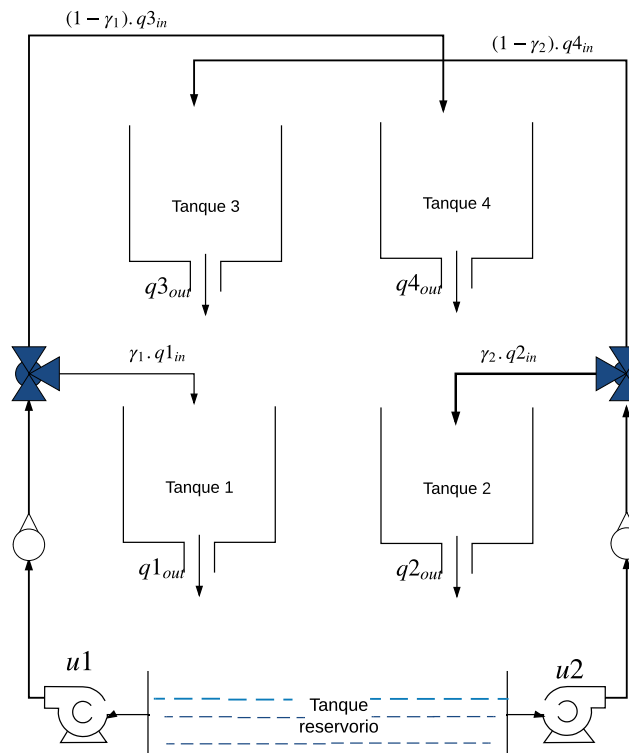 (1 − γ₁). q3ᵢₙ
(1 − γ₂). q4ᵢₙ
Tanque 3
Tanque 4
q3ₒᵤₜ
q4ₒᵤₜ
γ₁. q1ᵢₙ
γ₂. q2ᵢₙ
Tanque 1
Tanque 2
q1ₒᵤₜ
q2ₒᵤₜ
u1
u2
Tanque
reservorio